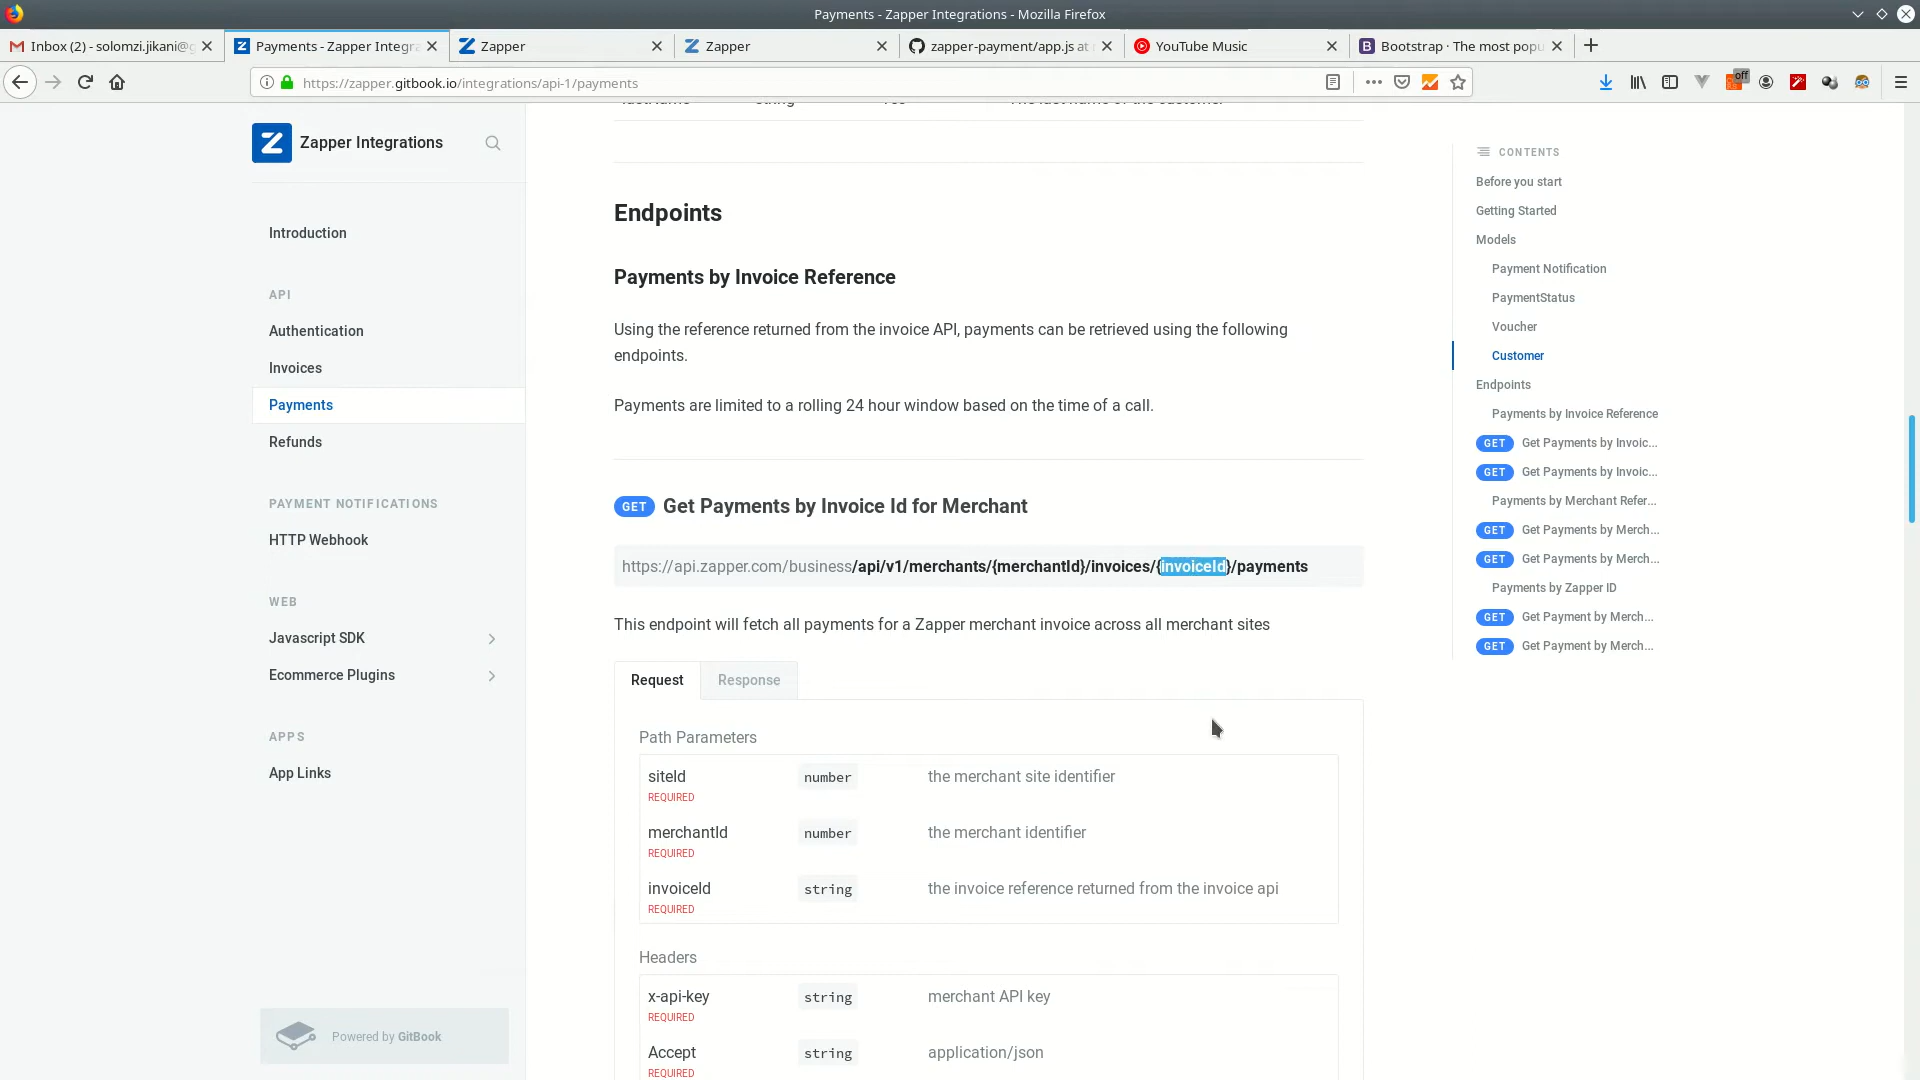 Payments - Zapper Integrations - Mozilla Firefox
Inbox (2) - solomzi.jikani@g
Payments - Zapper Integra
Zapper
Zapper
zapper-payment/app.js at
YouTube Music
Bootstrap · The most popu
https://zapper.gitbook.io/integrations/api-1/payments
off
Zapper Integrations
Introduction
API
Authentication
Invoices
Payments
Refunds
PAYMENT NOTIFICATIONS
HTTP Webhook
WEB
Javascript SDK
Ecommerce Plugins
APPS
App Links
Powered by GitBook
lastName string Yes The last name of the customer
Endpoints
Payments by Invoice Reference
Using the reference returned from the invoice API, payments can be retrieved using the following
endpoints.
Payments are limited to a rolling 24 hour window based on the time of a call.
GET Get Payments by Invoice Id for Merchant
https://api.zapper.com/business/api/v1/merchants/{merchantId}/invoices/{invoiceId}/payments
This endpoint will fetch all payments for a Zapper merchant invoice across all merchant sites
Request Response
Path Parameters
siteId number the merchant site identifier
REQUIRED
merchantId number the merchant identifier
REQUIRED
invoiceId string the invoice reference returned from the invoice api
REQUIRED
Headers
x-api-key string merchant API key
REQUIRED
Accept string application/json
REQUIRED
CONTENTS
Before you start
Getting Started
Models
Payment Notification
PaymentStatus
Voucher
Customer
Endpoints
Payments by Invoice Reference
GET Get Payments by Invoic...
GET Get Payments by Invoic...
Payments by Merchant Refer...
GET Get Payments by Merch...
GET Get Payments by Merch...
Payments by Zapper ID
GET Get Payment by Merch...
GET Get Payment by Merch...